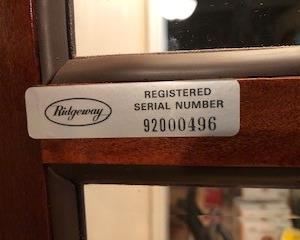 Ridgeway
REGISTERED
SERIAL NUMBER
92000496